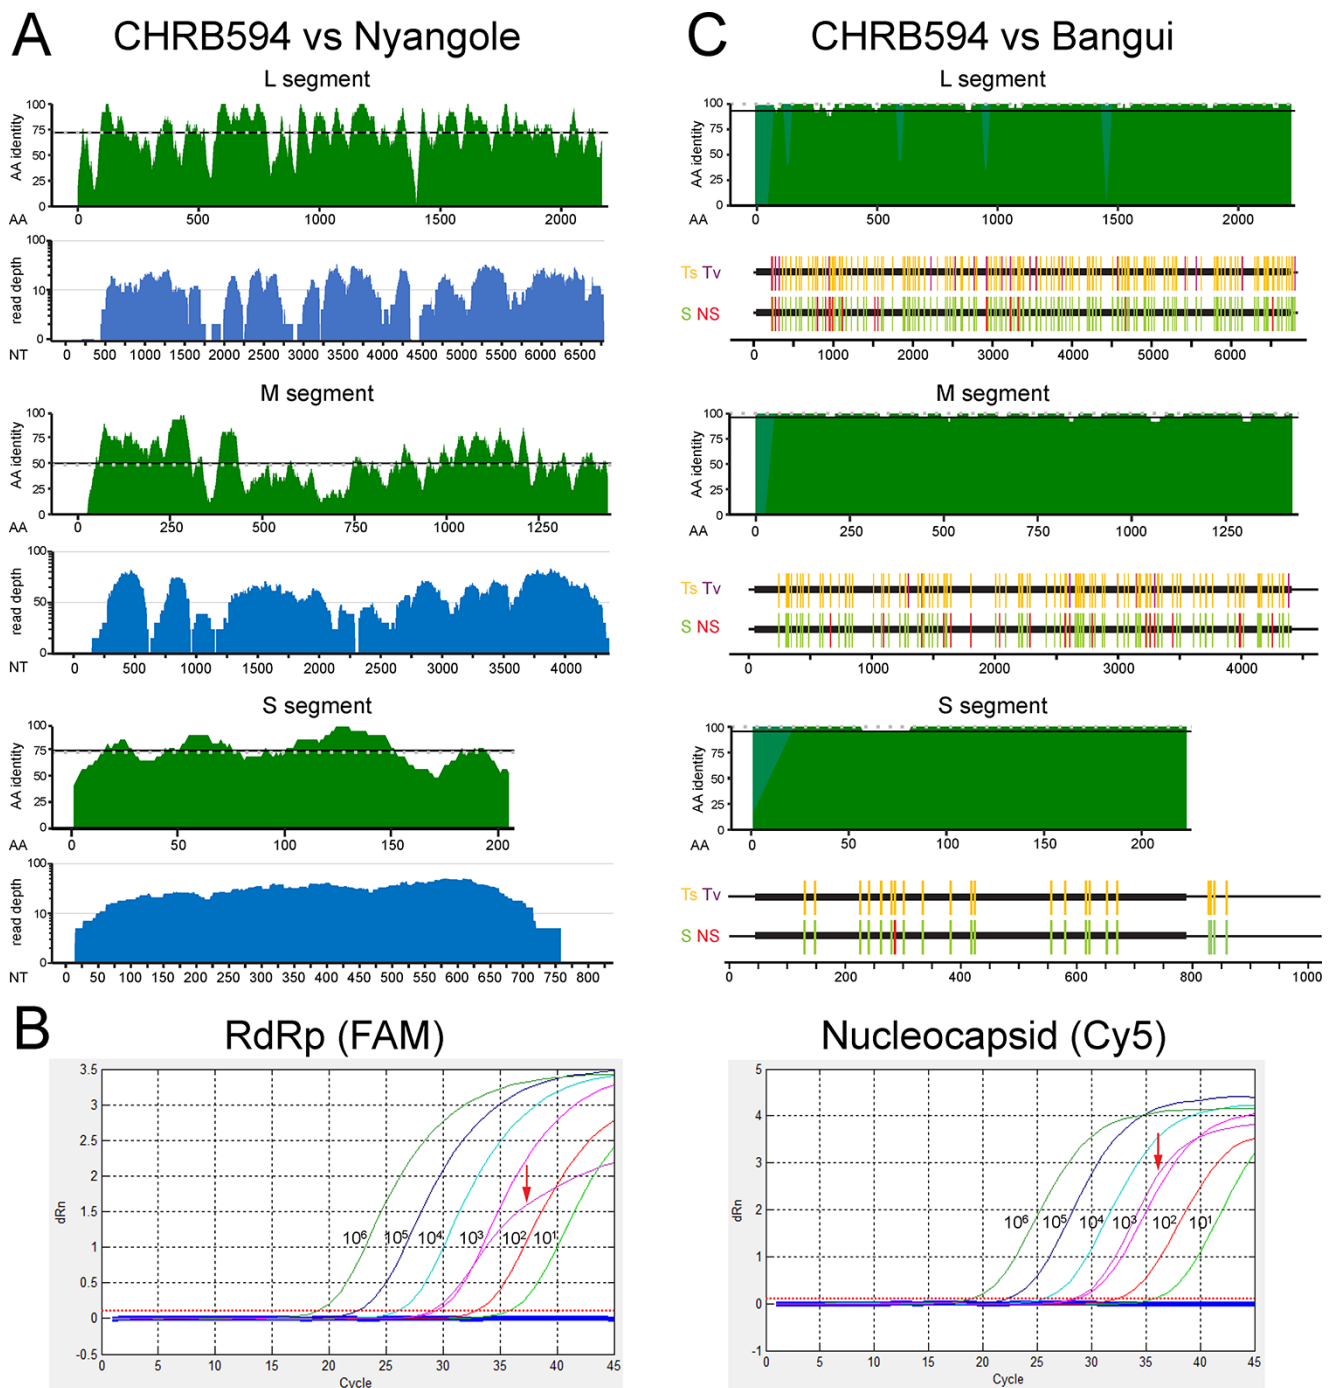 A CHRB594 vs Nyangole
L segment
AA identity
100
75
50
25
0
AA
0 500 1000 1500 2000
read depth
100
10
0
NT
0 500 1000 1500 2000 2500 3000 3500 4000 4500 5000 5500 6000 6500
M segment
AA identity
100
75
50
25
0
AA
0 250 500 750 1000 1250
read depth
100
50
0
NT
0 500 1000 1500 2000 2500 3000 3500 4000
S segment
AA identity
100
75
50
25
0
AA
0 50 100 150 200
read depth
100
10
0
NT
0 50 100 150 200 250 300 350 400 450 500 550 600 650 700 750 800
C CHRB594 vs Bangui
L segment
AA identity
100
75
50
25
0
AA
0 500 1000 1500 2000
Ts Tv
S NS
0 1000 2000 3000 4000 5000 6000
M segment
AA identity
100
75
50
25
0
AA
0 250 500 750 1000 1250
Ts Tv
S NS
0 1000 2000 3000 4000
S segment
AA identity
100
75
50
25
0
AA
0 50 100 150 200
Ts Tv
S NS
0 200 400 600 800 1000
B RdRp (FAM)
dRn
3.5
3
2.5
2
1.5
1
0.5
0
-0.5
10⁶ 10⁵ 10⁴ 10³ 10² 10¹
0 5 10 15 20 25 30 35 40 45
Cycle
Nucleocapsid (Cy5)
dRn
5
4
3
2
1
0
-1
10⁶ 10⁵ 10⁴ 10³ 10² 10¹
0 5 10 15 20 25 30 35 40 45
Cycle